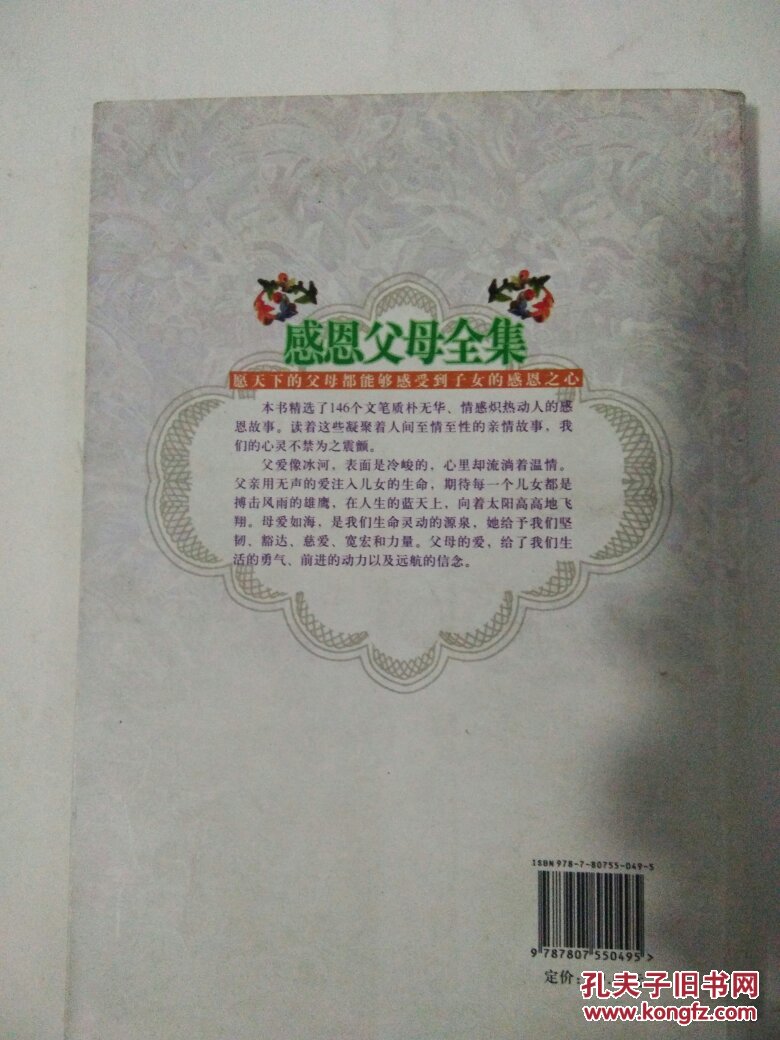 感恩父母全集
愿天下的父母都能够感受到子女的感恩之心
本书精选了146个文笔质朴无华、情感炽热动人的感
恩故事。读着这些凝聚着人间至情至性的亲情故事，我
们的心灵不禁为之震颤。
父爱像冰河，表面是冷峻的，心里却流淌着温情。
父亲用无声的爱注入儿女的生命，期待每一个儿女都是
搏击风雨的雄鹰，在人生的蓝天上，向着太阳高高地飞
翔。母爱如海，是我们生命灵动的源泉，她给予我们坚
韧、豁达、慈爱、宽宏和力量。父母的爱，给了我们生
活的勇气、前进的动力以及远航的信念。
ISBN 978-7-80755-049-5
9 787807 550495 >
定价：
孔夫子旧书网
www.kongfz.com